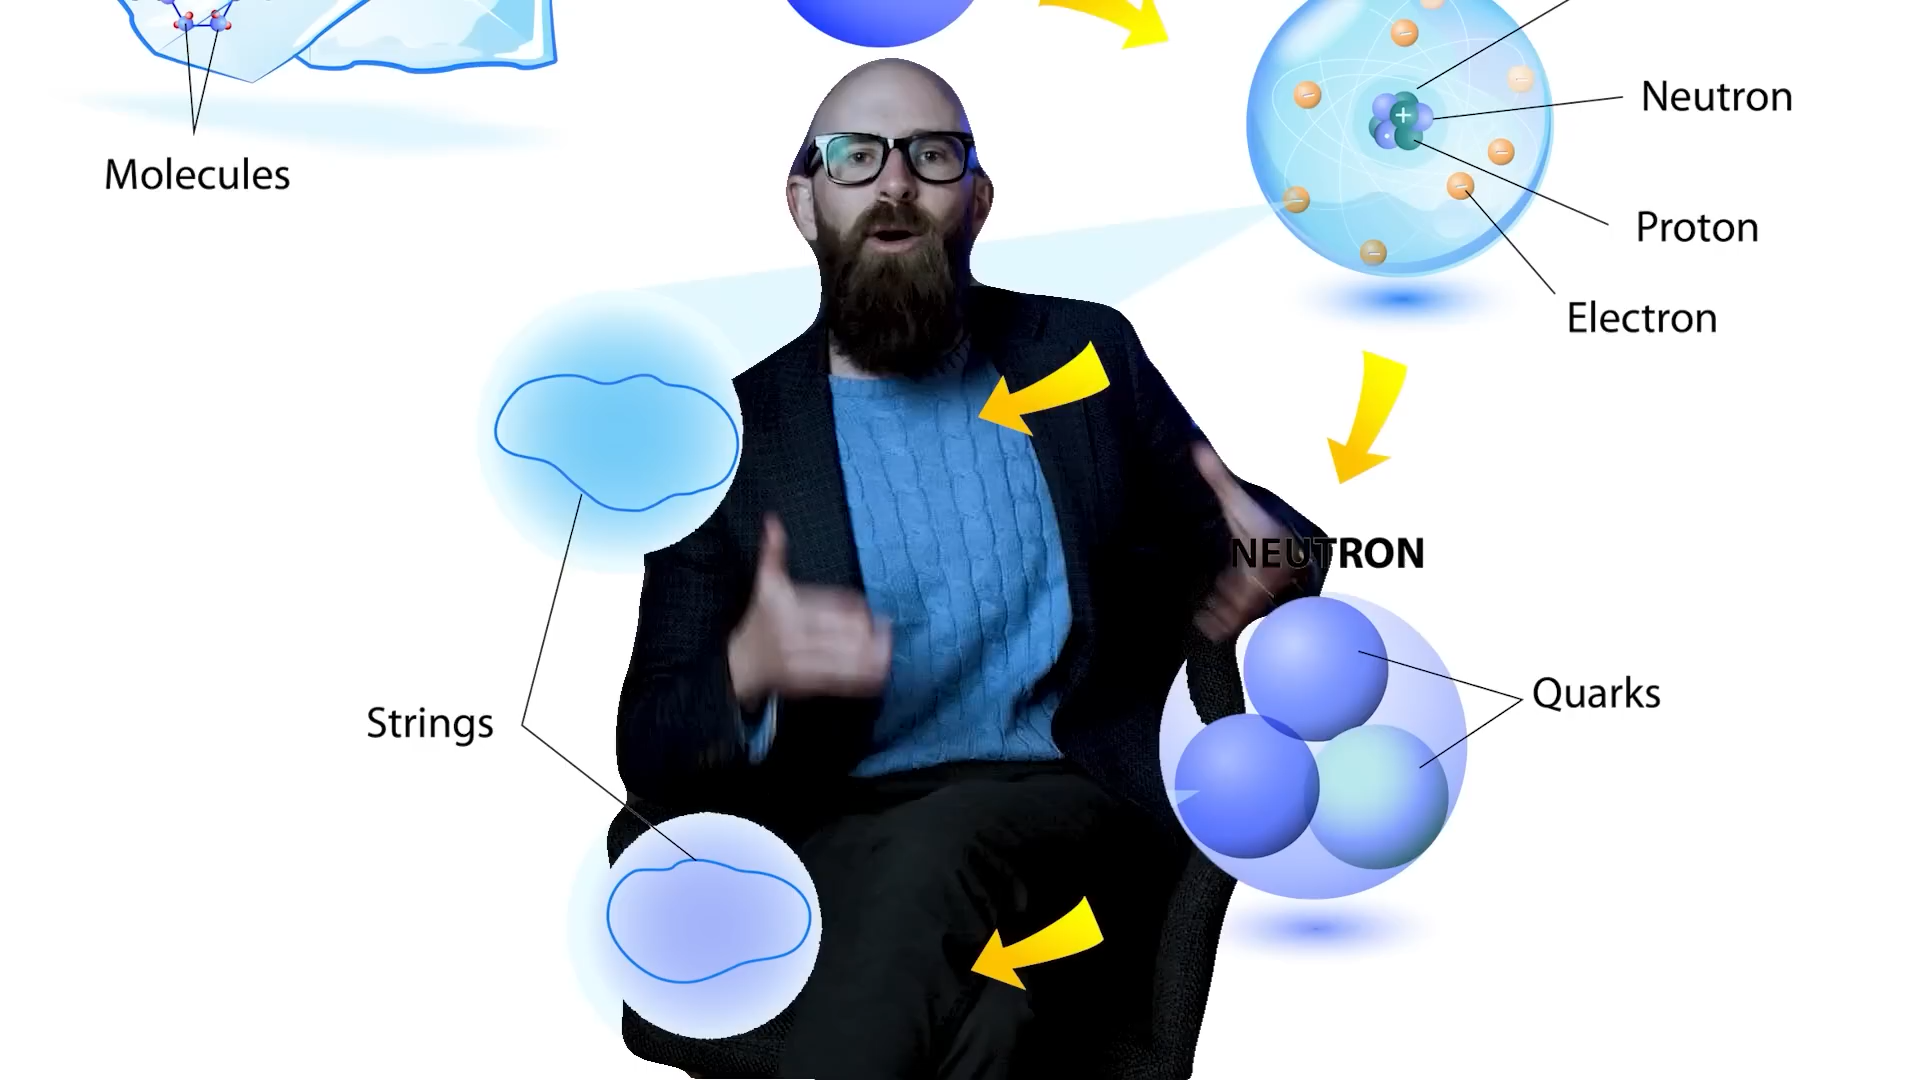 Molecules
Neutron
Proton
Electron
NEUTRON
Quarks
Strings